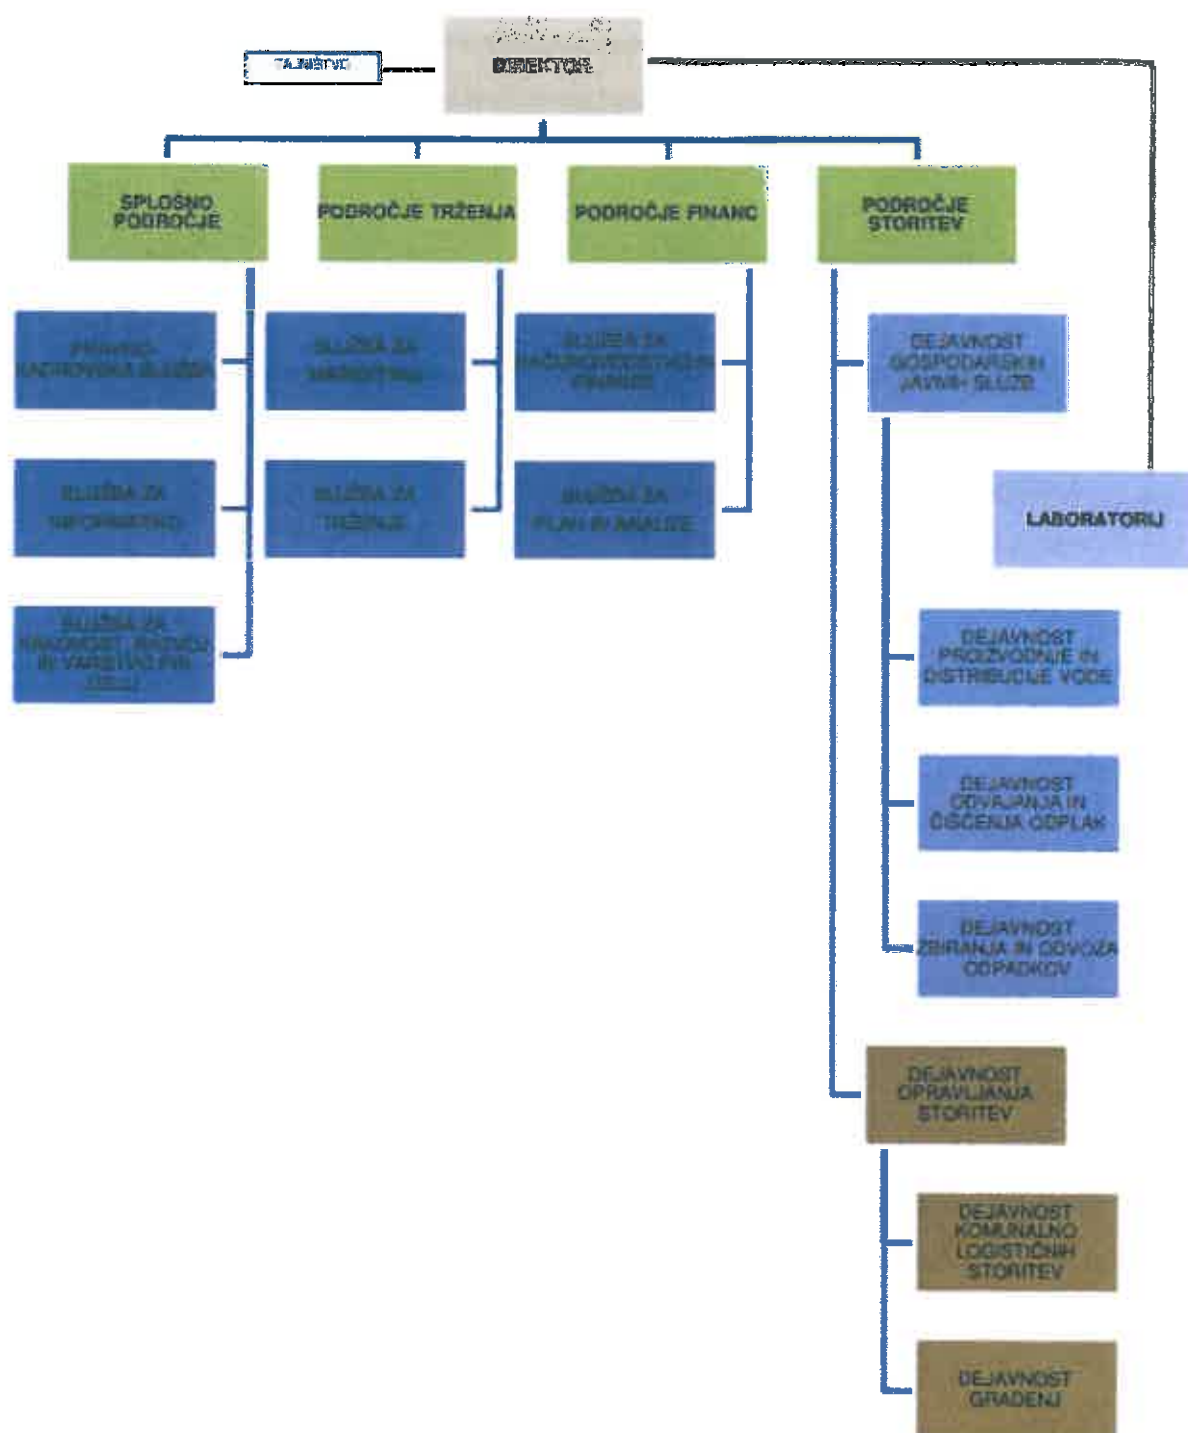 TAJNIŠTVO
DIREKTOR
SPLOŠNO
PODROČJE
PODROČJE TRŽENJA
PODROČJE FINANC
PODROČJE
STORITEV
PRAVNO-
KADROVSKA SLUŽBA
SLUŽBA ZA
MARKETING
SLUŽBA ZA
RAČUNOVODSTVO IN
FINANCE
DEJAVNOST
GOSPODARSKIH
JAVNIH SLUŽB
SLUŽBA ZA
INFORMATIKO
SLUŽBA ZA
TRŽENJE
SLUŽBA ZA
PLAN IN ANALIZE
LABORATORIJ
SLUŽBA ZA
KAKOVOST, RAZVOJ
IN VARSTVO PRI
DELU
DEJAVNOST
PROIZVODNJE IN
DISTRIBUCIJE VODE
DEJAVNOST
ODVAJANJA IN
ČIŠČENJA ODPLAK
DEJAVNOST
ZBIRANJA IN ODVOZA
ODPADKOV
DEJAVNOST
OPRAVLJANJA
STORITEV
DEJAVNOST
KOMUNALNO
LOGISTIČNIH
STORITEV
DEJAVNOST
GRADENJ